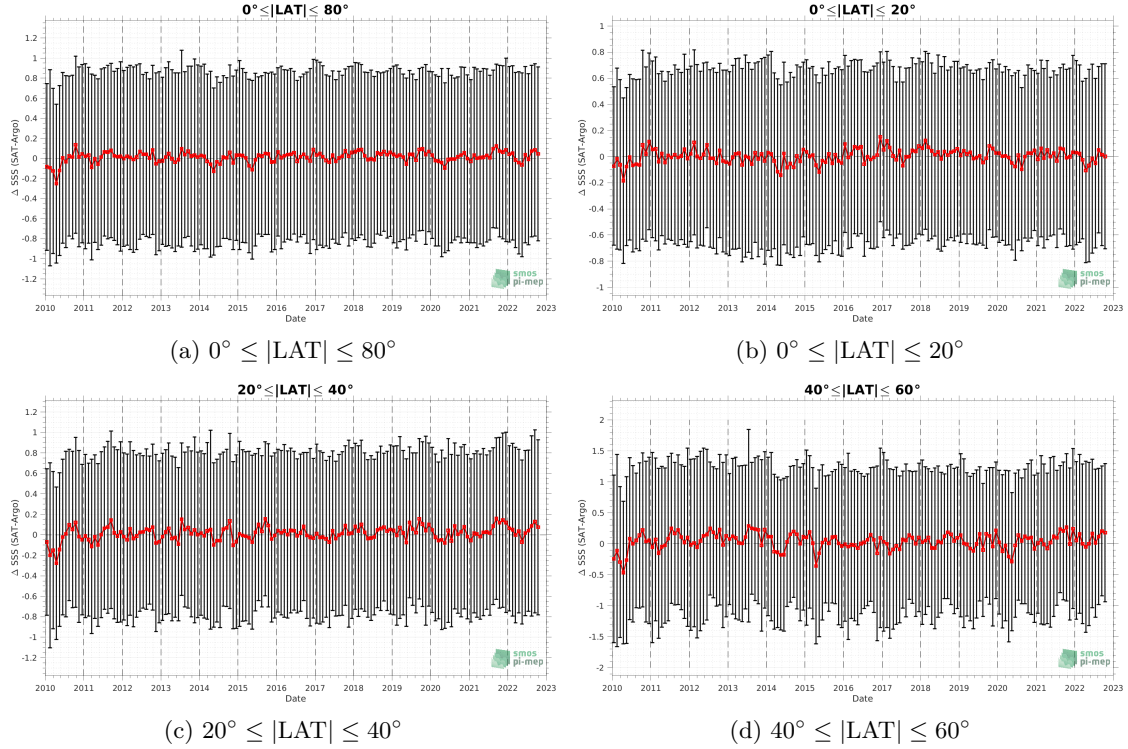 0°≤|LAT|≤ 80°
Δ SSS (SAT-Argo)
1.2
1
0.8
0.6
0.4
0.2
0
-0.2
-0.4
-0.6
-0.8
-1
-1.2
smos
pi-mep
2010 2011 2012 2013 2014 2015 2016 2017 2018 2019 2020 2021 2022 2023
Date
(a) 0° ≤ |LAT| ≤ 80°
0°≤|LAT|≤ 20°
Δ SSS (SAT-Argo)
1
0.8
0.6
0.4
0.2
0
-0.2
-0.4
-0.6
-0.8
-1
smos
pi-mep
2010 2011 2012 2013 2014 2015 2016 2017 2018 2019 2020 2021 2022 2023
Date
(b) 0° ≤ |LAT| ≤ 20°
20°≤|LAT|≤ 40°
Δ SSS (SAT-Argo)
1.2
1
0.8
0.6
0.4
0.2
0
-0.2
-0.4
-0.6
-0.8
-1
-1.2
smos
pi-mep
2010 2011 2012 2013 2014 2015 2016 2017 2018 2019 2020 2021 2022 2023
Date
(c) 20° ≤ |LAT| ≤ 40°
40°≤|LAT|≤ 60°
Δ SSS (SAT-Argo)
2
1.5
1
0.5
0
-0.5
-1
-1.5
-2
smos
pi-mep
2010 2011 2012 2013 2014 2015 2016 2017 2018 2019 2020 2021 2022 2023
Date
(d) 40° ≤ |LAT| ≤ 60°